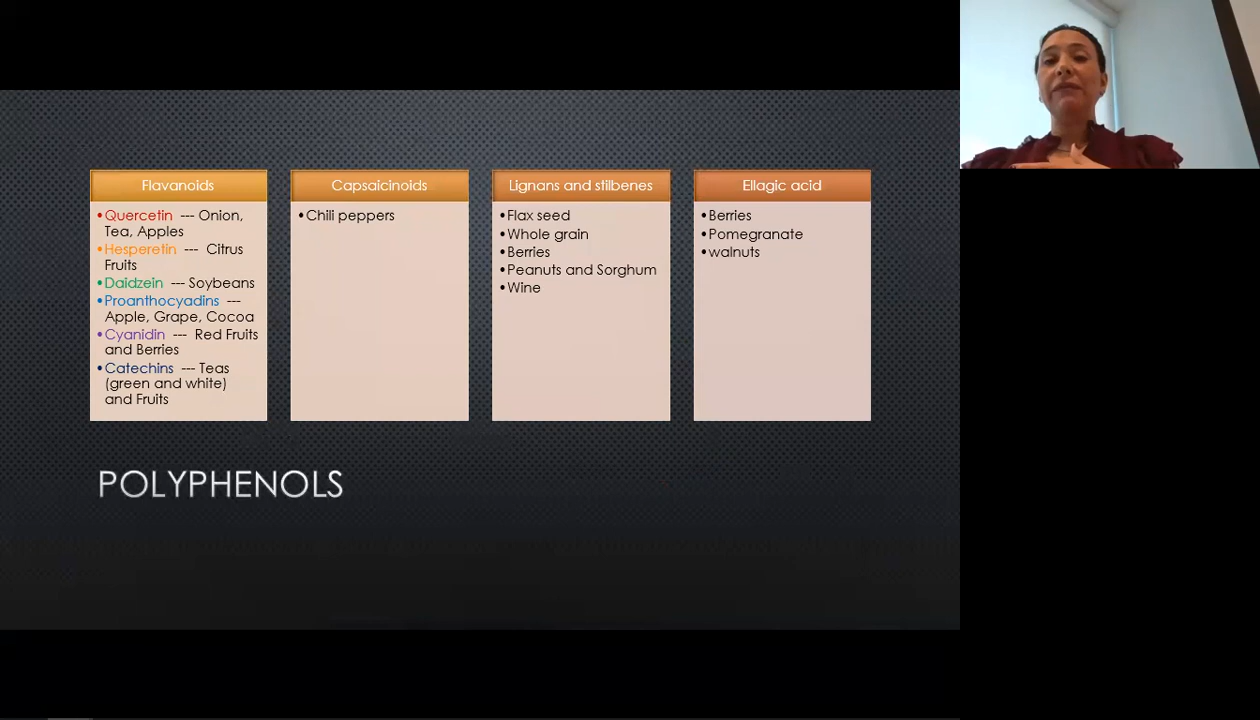 Flavanoids
•Quercetin --- Onion,
Tea, Apples
•Hesperetin --- Citrus
Fruits
•Daidzein --- Soybeans
•Proanthocyadins ---
Apple, Grape, Cocoa
•Cyanidin --- Red Fruits
and Berries
•Catechins --- Teas
(green and white)
and Fruits
Capsaicinoids
•Chili peppers
Lignans and stilbenes
•Flax seed
•Whole grain
•Berries
•Peanuts and Sorghum
•Wine
Ellagic acid
•Berries
•Pomegranate
•walnuts
POLYPHENOLS